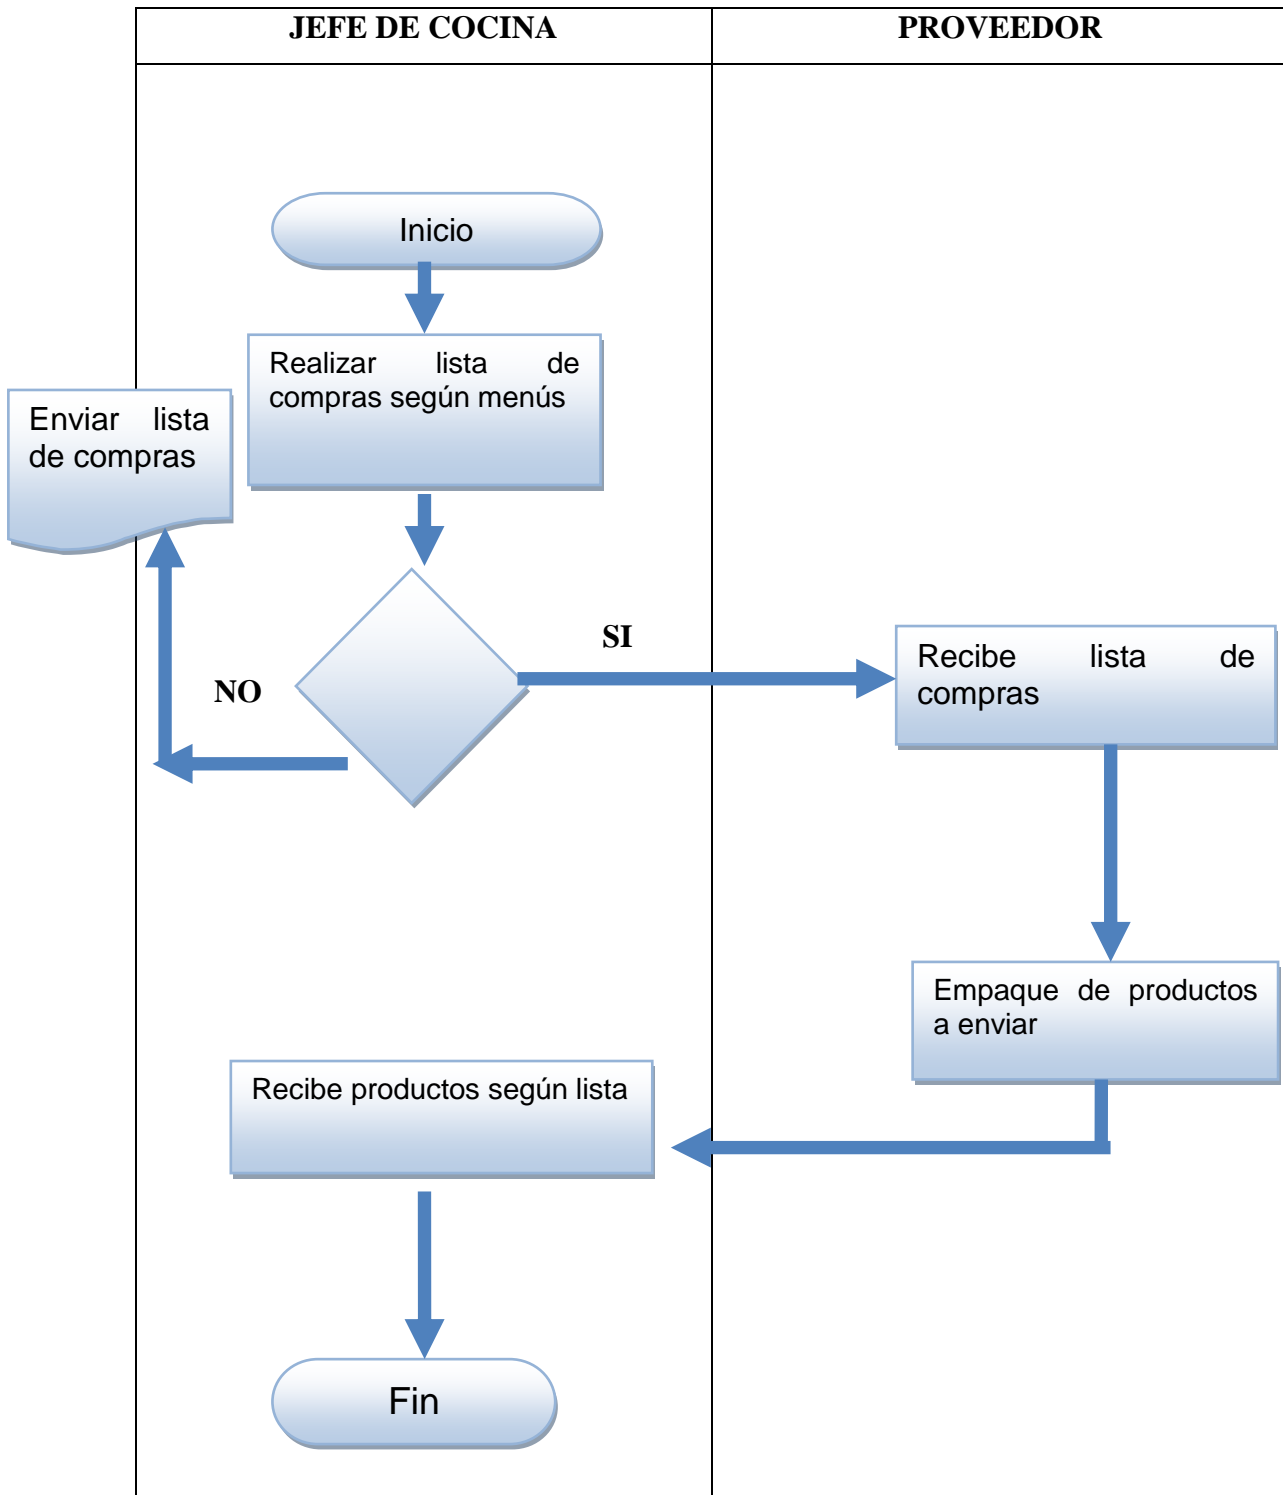 JEFE DE COCINA
PROVEEDOR
Inicio
Realizar lista de
compras según menús
Enviar lista
de compras
SI
NO
Recibe lista de
compras
Empaque de productos
a enviar
Recibe productos según lista
Fin